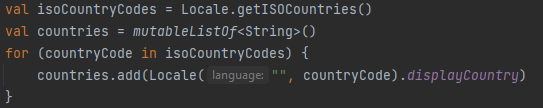 val isoCountryCodes = Locale.getISOCountries()
val countries = mutableListOf<String>()
for (countryCode in isoCountryCodes) {
    countries.add(Locale( language: "", countryCode).displayCountry)
}